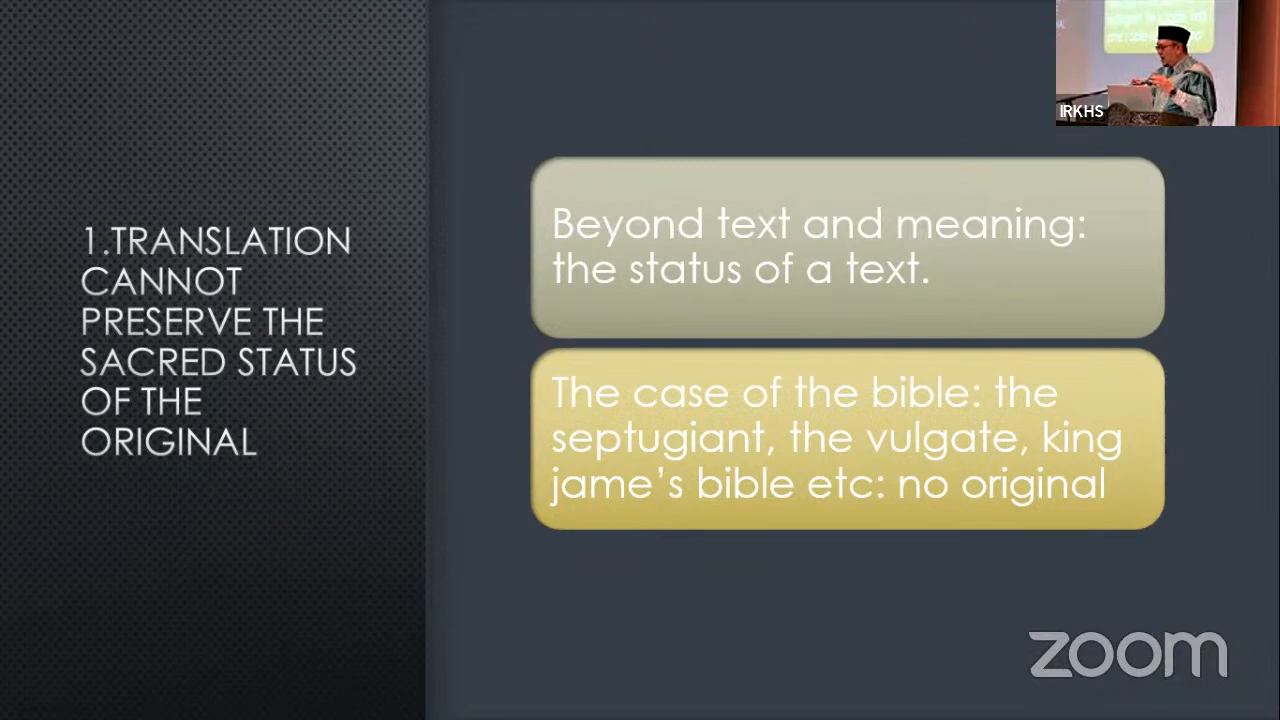 1.TRANSLATION
CANNOT
PRESERVE THE
SACRED STATUS
OF THE
ORIGINAL
Beyond text and meaning:
the status of a text.
The case of the bible: the
septugiant, the vulgate, king
jame’s bible etc: no original
IRKHS
zoom